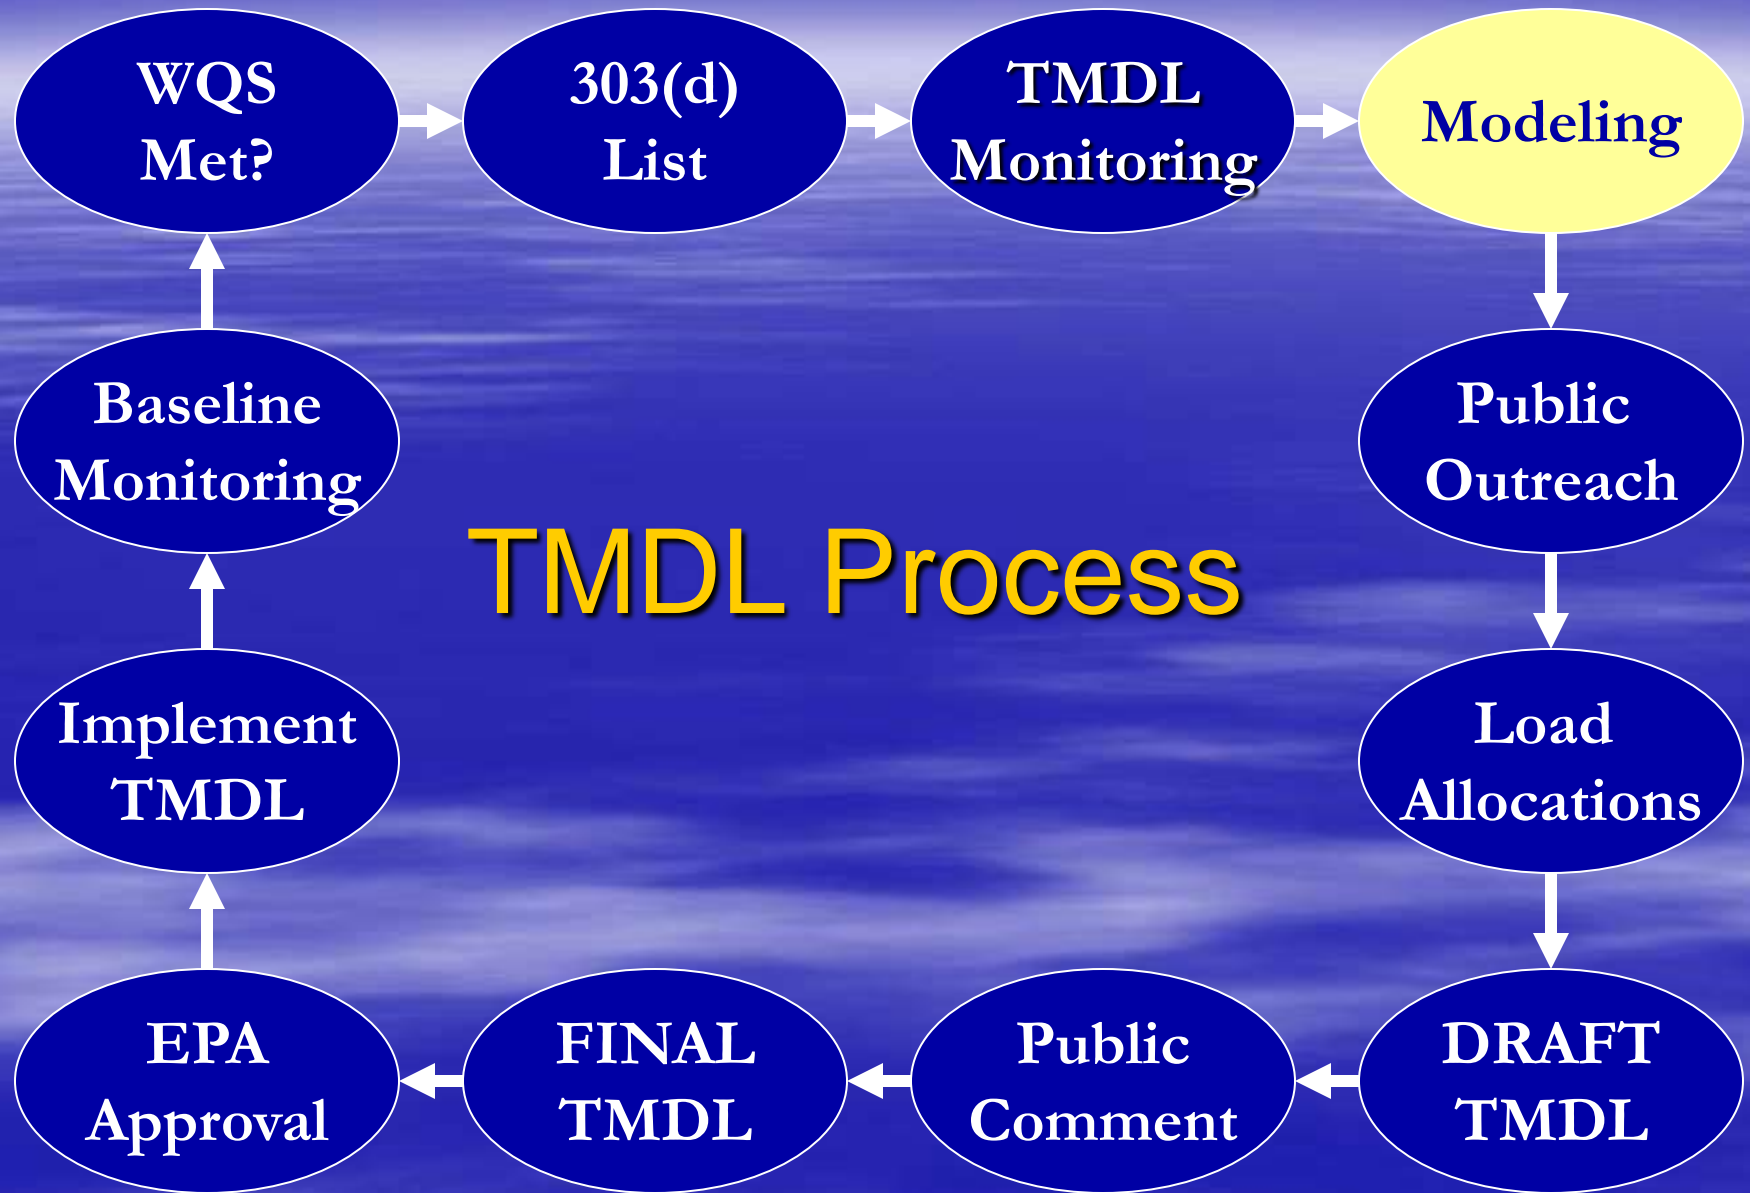 WQS
Met?
303(d)
List
TMDL
Monitoring
Modeling
Baseline
Monitoring
Public
Outreach
TMDL Process
Implement
TMDL
Load
Allocations
EPA
Approval
FINAL
TMDL
Public
Comment
DRAFT
TMDL